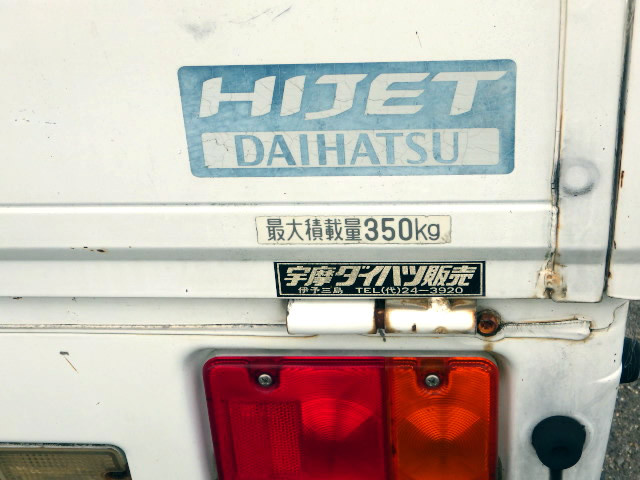 HIJET
DAIHATSU
最大積載量350kg
宇摩ダイハツ販売
伊予三島 TEL(代)24-3920